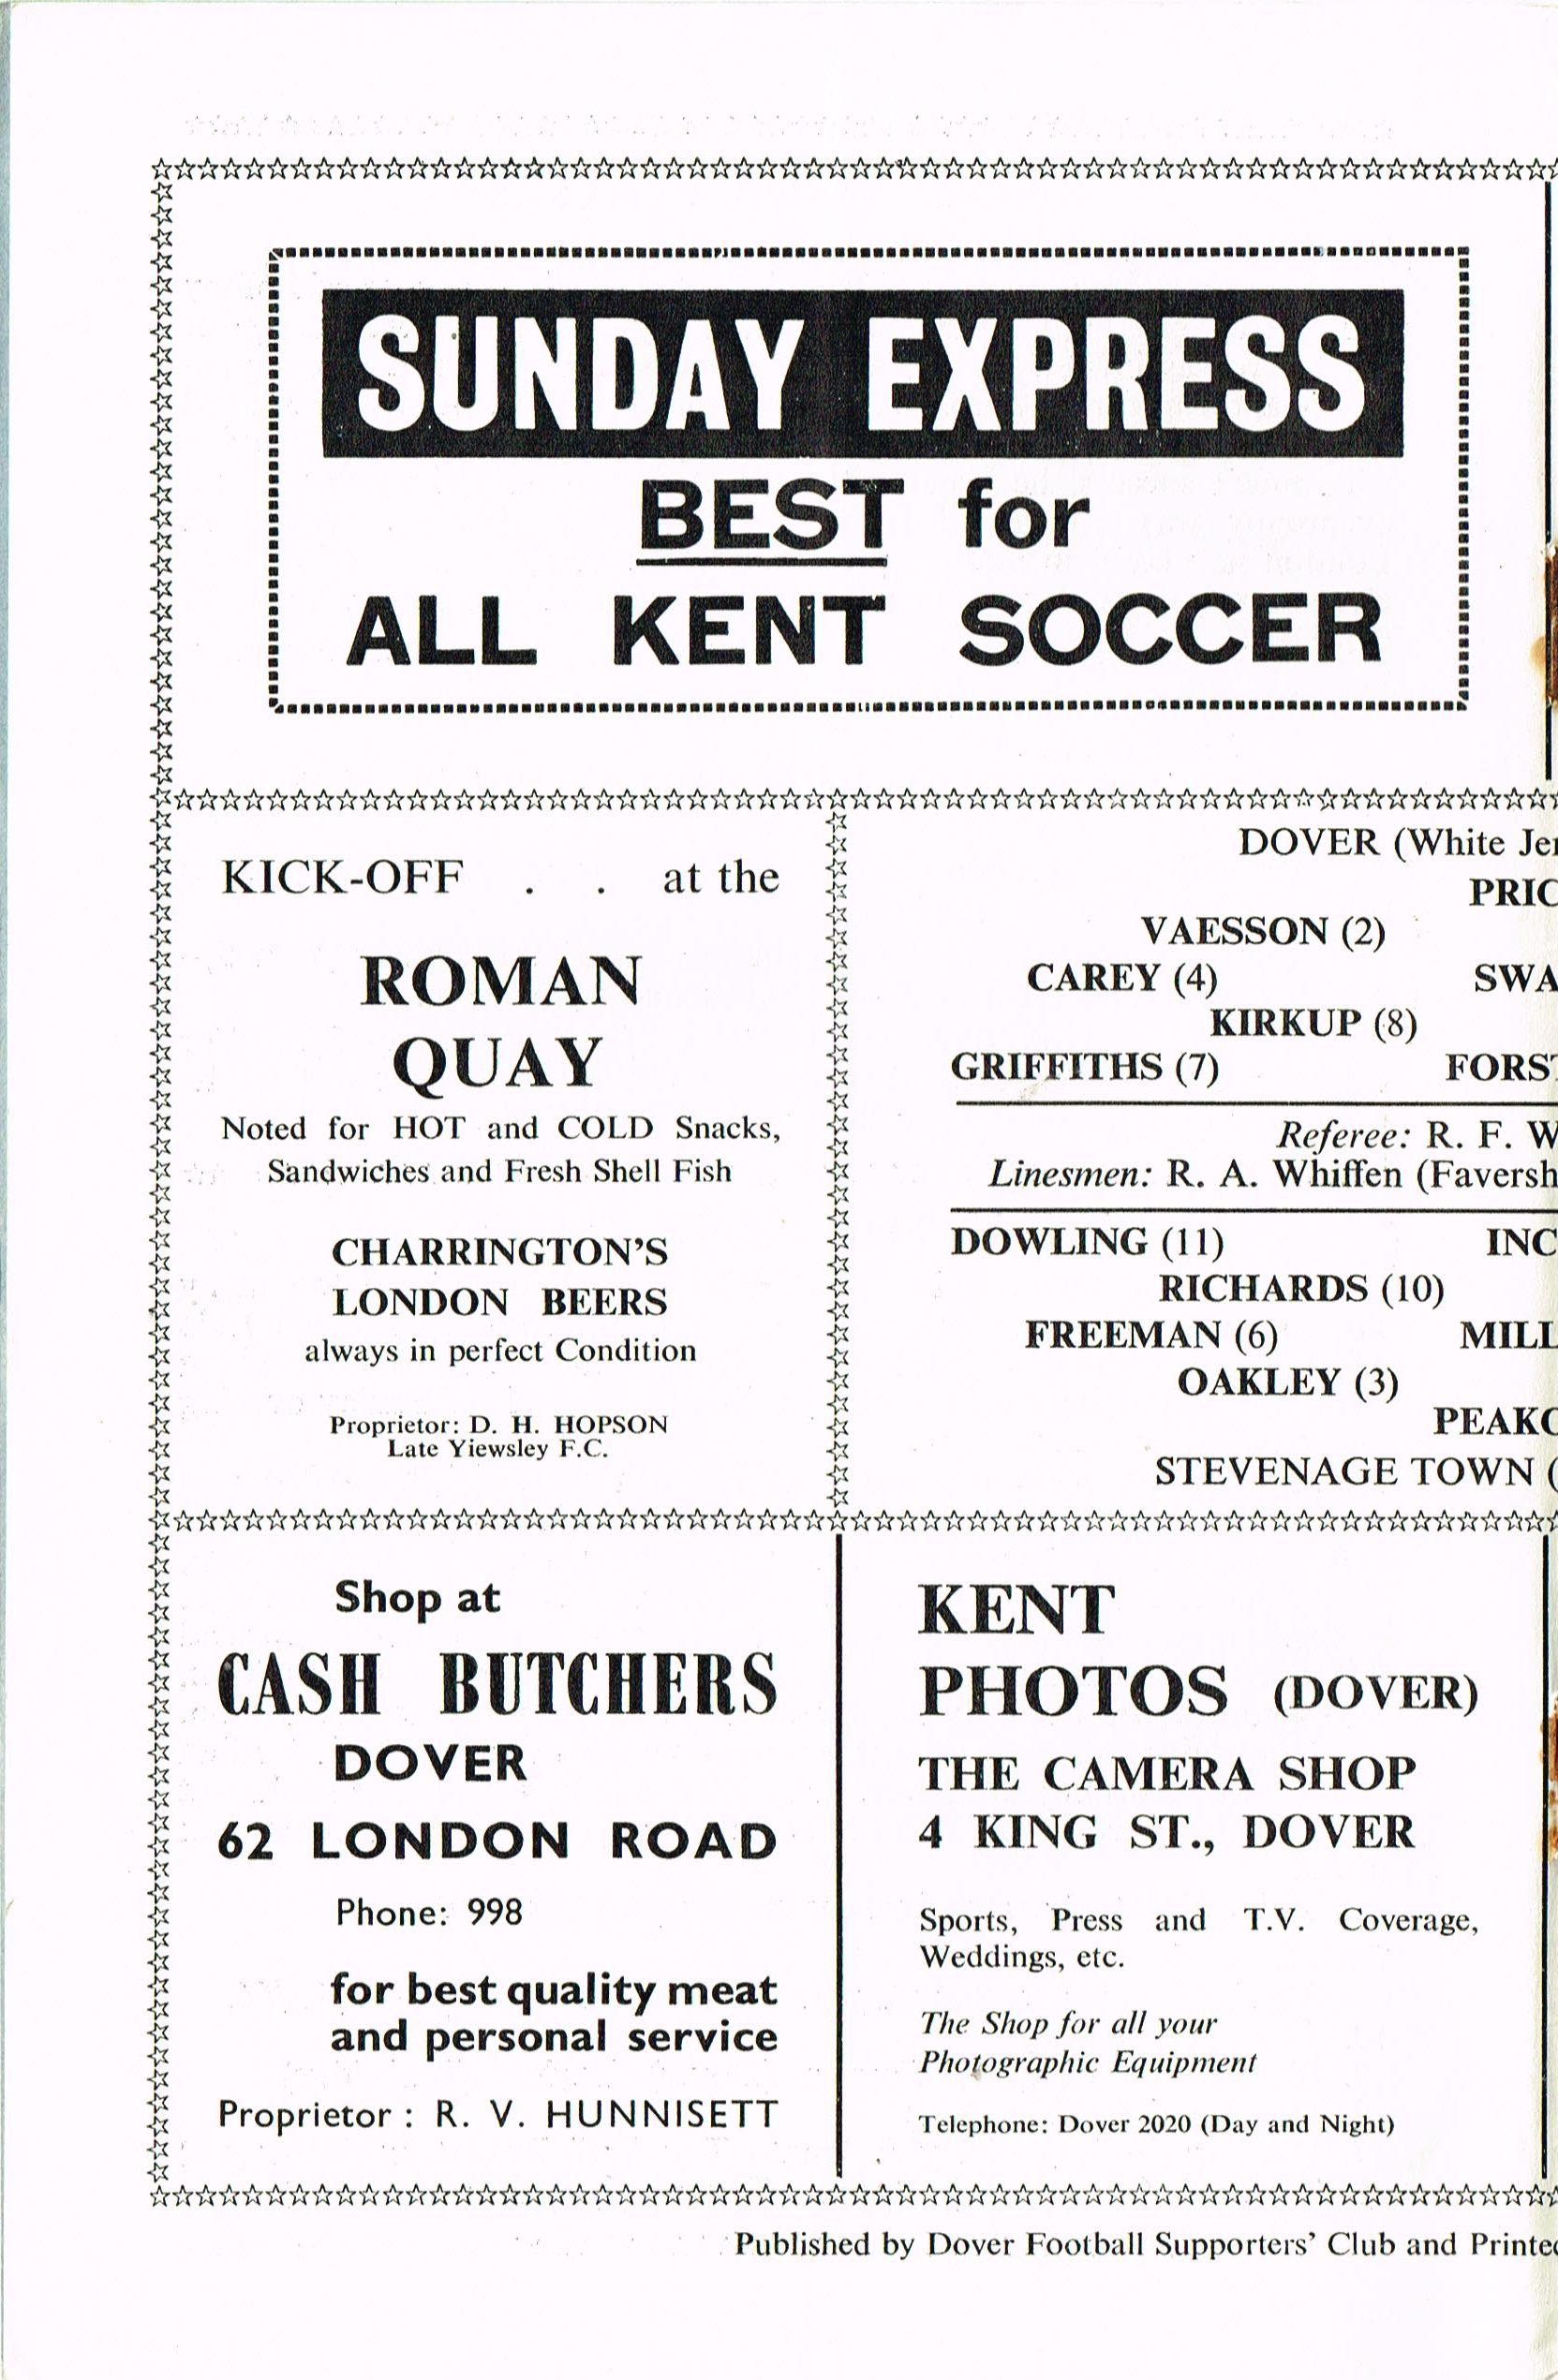 SUNDAY EXPRESS
BEST for
ALL KENT SOCCER
KICK-OFF . . at the
ROMAN
QUAY
Noted for HOT and COLD Snacks,
Sandwiches and Fresh Shell Fish
CHARRINGTON'S
LONDON BEERS
always in perfect Condition
Proprietor: D. H. HOPSON
Late Yiewsley F.C.
DOVER (White Je
PRIC
VAESSON (2)
CAREY (4) SWA
KIRKUP (8)
GRIFFITHS (7) FORS
Referee: R. F. W
Linesmen: R. A. Whiffen (Faversh
DOWLING (11) INC
RICHARDS (10)
FREEMAN (6) MILL
OAKLEY (3)
PEAK
STEVENAGE TOWN (
Shop at
CASH BUTCHERS
DOVER
62 LONDON ROAD
Phone: 998
for best quality meat
and personal service
Proprietor : R. V. HUNNISETT
KENT
PHOTOS (DOVER)
THE CAMERA SHOP
4 KING ST., DOVER
Sports, Press and T.V. Coverage,
Weddings, etc.
The Shop for all your
Photographic Equipment
Telephone: Dover 2020 (Day and Night)
Published by Dover Football Supporters' Club and Printe